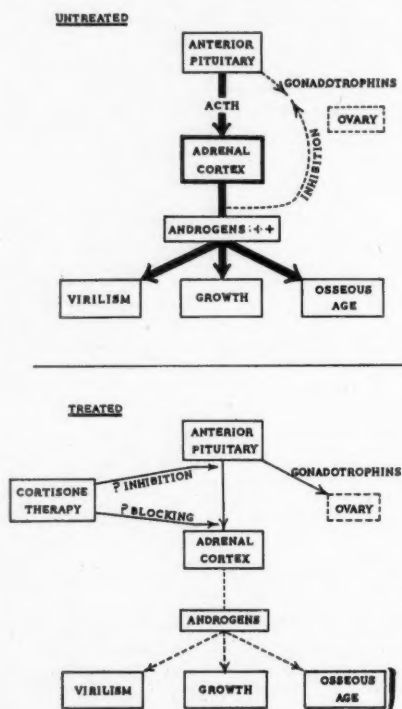 UNTREATED
ANTERIOR
PITUITARY
GONADOTROPHINS
ACTH
OVARY
INHIBITION
ADRENAL
CORTEX
ANDROGENS:++
VIRILISM
GROWTH
OSSEOUS
AGE
TREATED
ANTERIOR
PITUITARY
GONADOTROPHINS
CORTISONE
THERAPY
? INHIBITION
? BLOCKING
OVARY
ADRENAL
CORTEX
ANDROGENS
VIRILISM
GROWTH
OSSEOUS
AGE